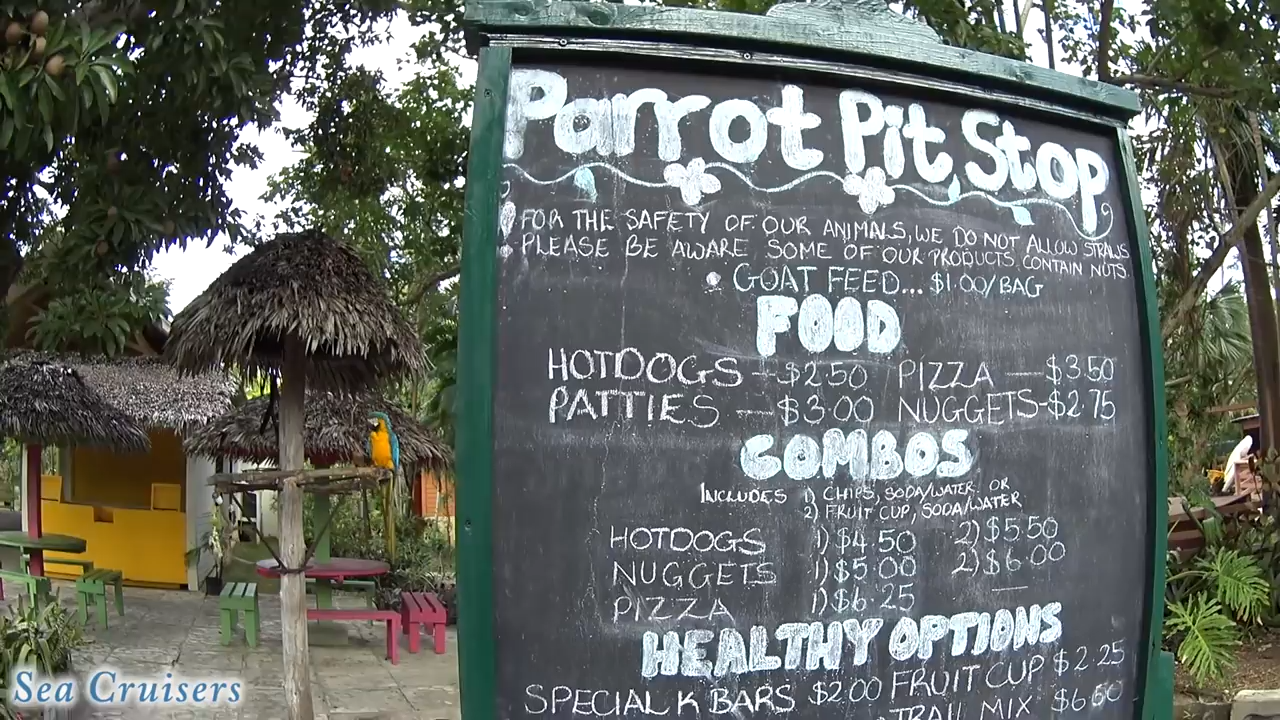 Parrot Pit Stop
! FOR THE SAFETY OF OUR ANIMALS, WE DO NOT ALLOW STRAWS
! PLEASE BE AWARE SOME OF OUR PRODUCTS CONTAIN NUTS.
• GOAT FEED... $1.00/BAG
FOOD
HOTDOGS — $2.50 PIZZA — $3.50
PATTIES — $3.00 NUGGETS - $2.75
COMBOS
INCLUDES 1) CHIPS, SODA/WATER OR
2) FRUIT CUP, SODA/WATER
HOTDOGS 1) $4.50 2) $5.50
NUGGETS 1) $5.00 2) $6.00
PIZZA 1) $6.25 —
HEALTHY OPTIONS
SPECIAL K BARS $2.00 FRUIT CUP $2.25
TRAIL MIX $6.50
Sea Cruisers